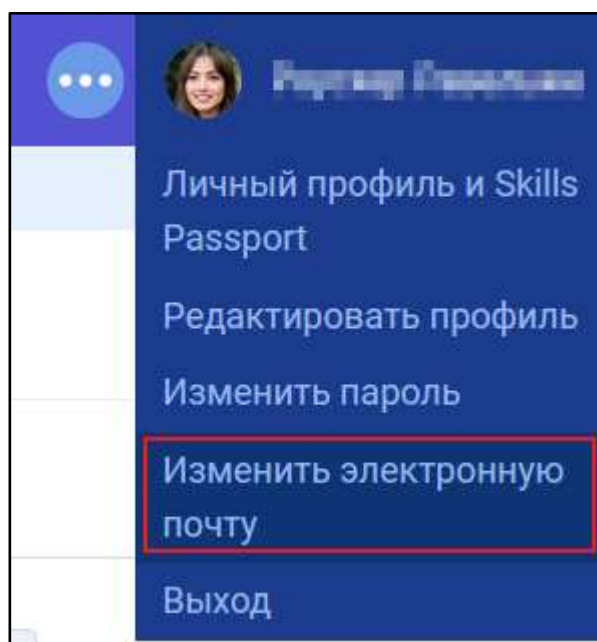 Личный профиль и Skills
Passport
Редактировать профиль
Изменить пароль
Изменить электронную
почту
Выход